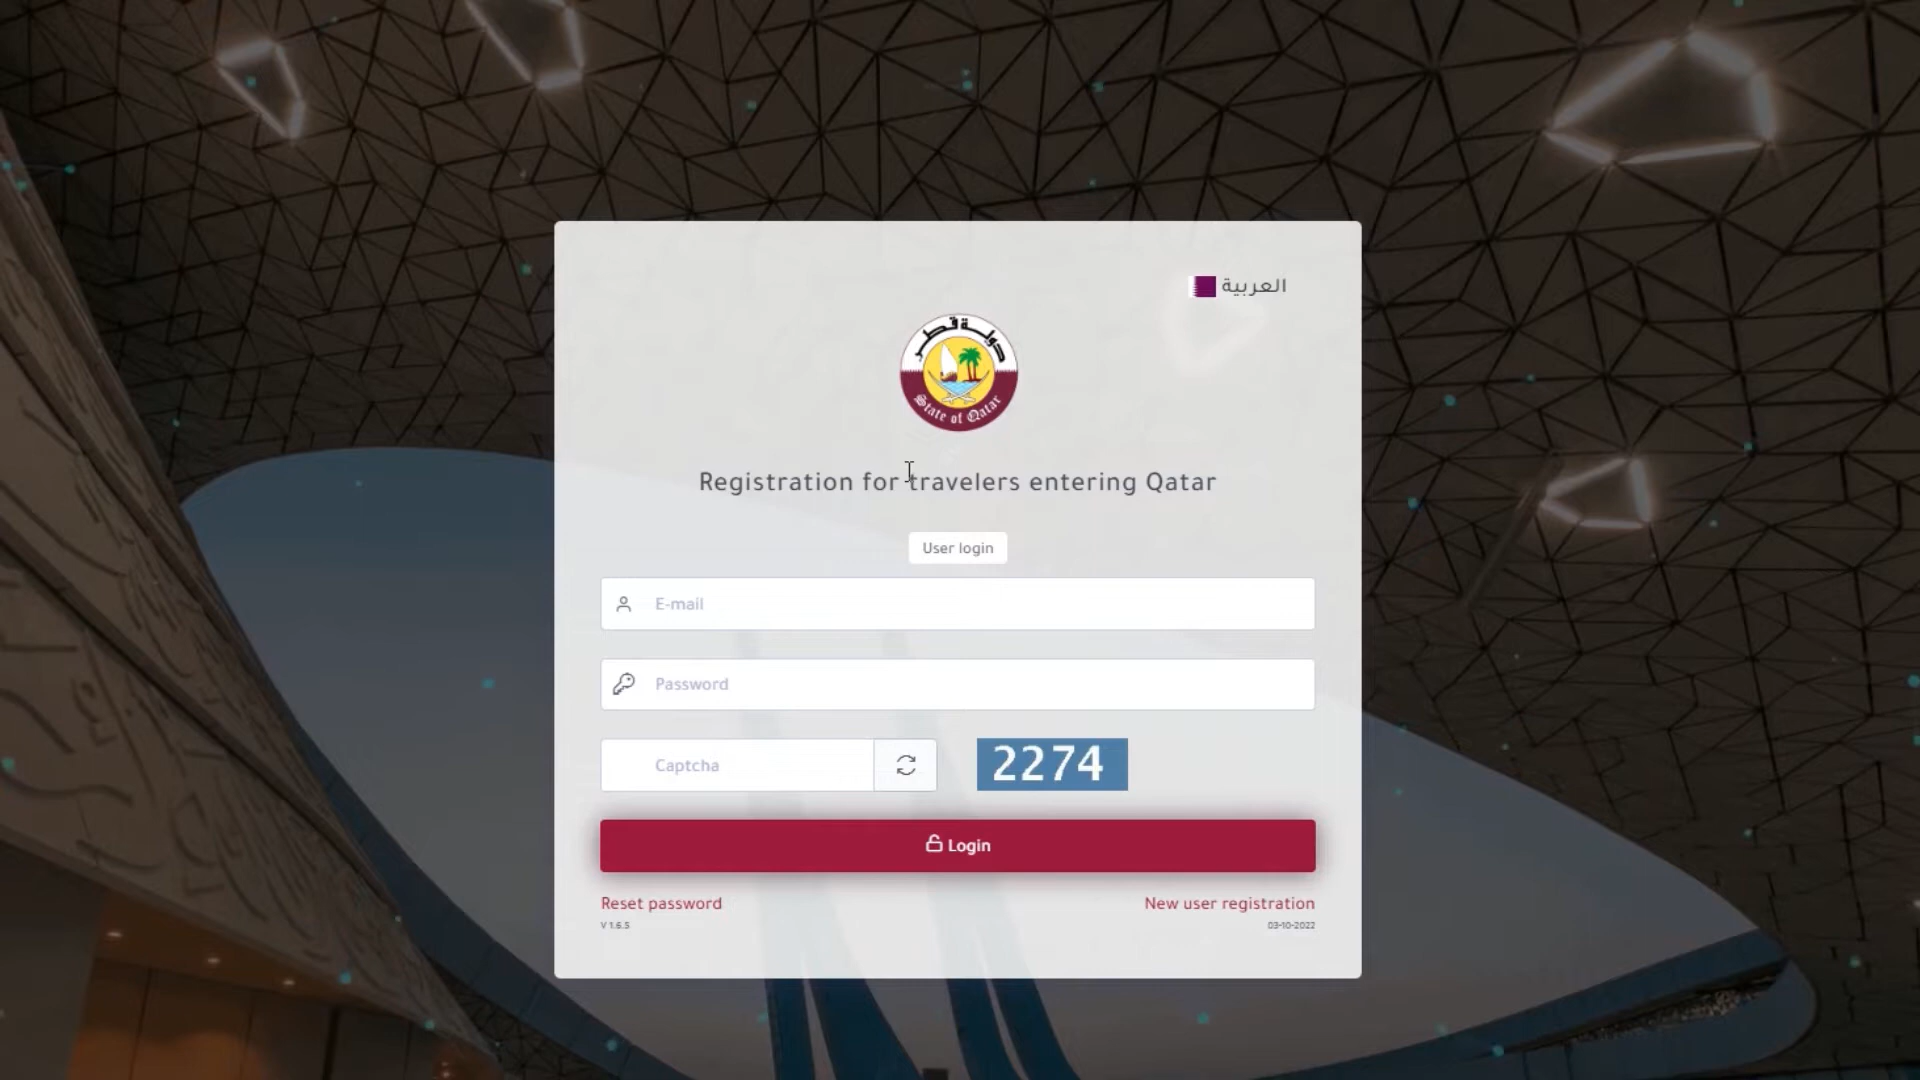 العربية
دولة قطر
State of Qatar
Registration for travelers entering Qatar
User login
E-mail
Password
Captcha
2274
Login
Reset password
New user registration
V 1.6.5
03-10-2022